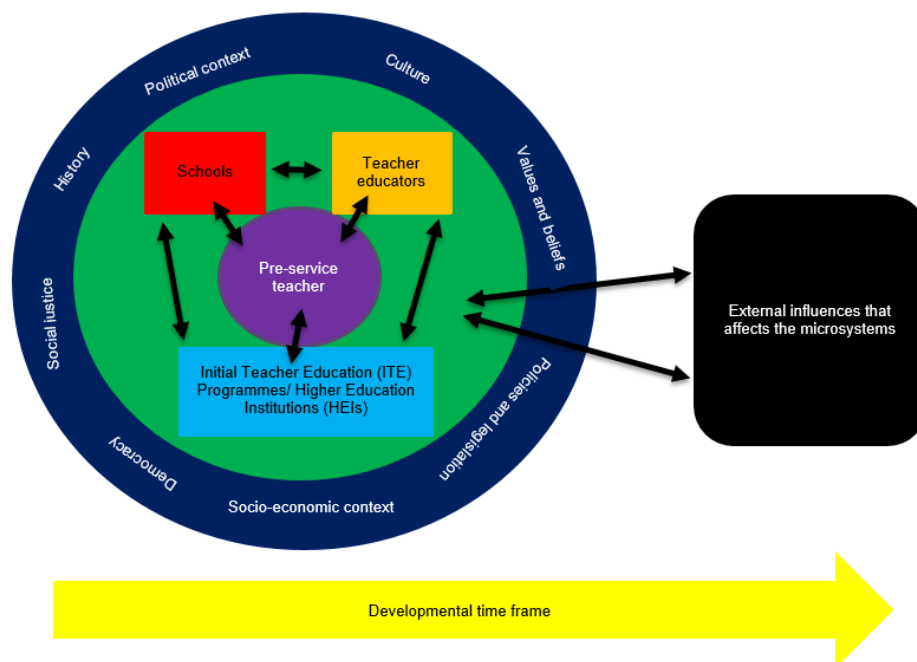 Political context
Culture
History
Values and beliefs
Schools
Teacher
educators
Pre-service
teacher
External influences that
affects the microsystems
Social justice
Initial Teacher Education (ITE)
Programmes/ Higher Education
Institutions (HEIs)
Policies and legislation
Democracy
Socio-economic context
Developmental time frame